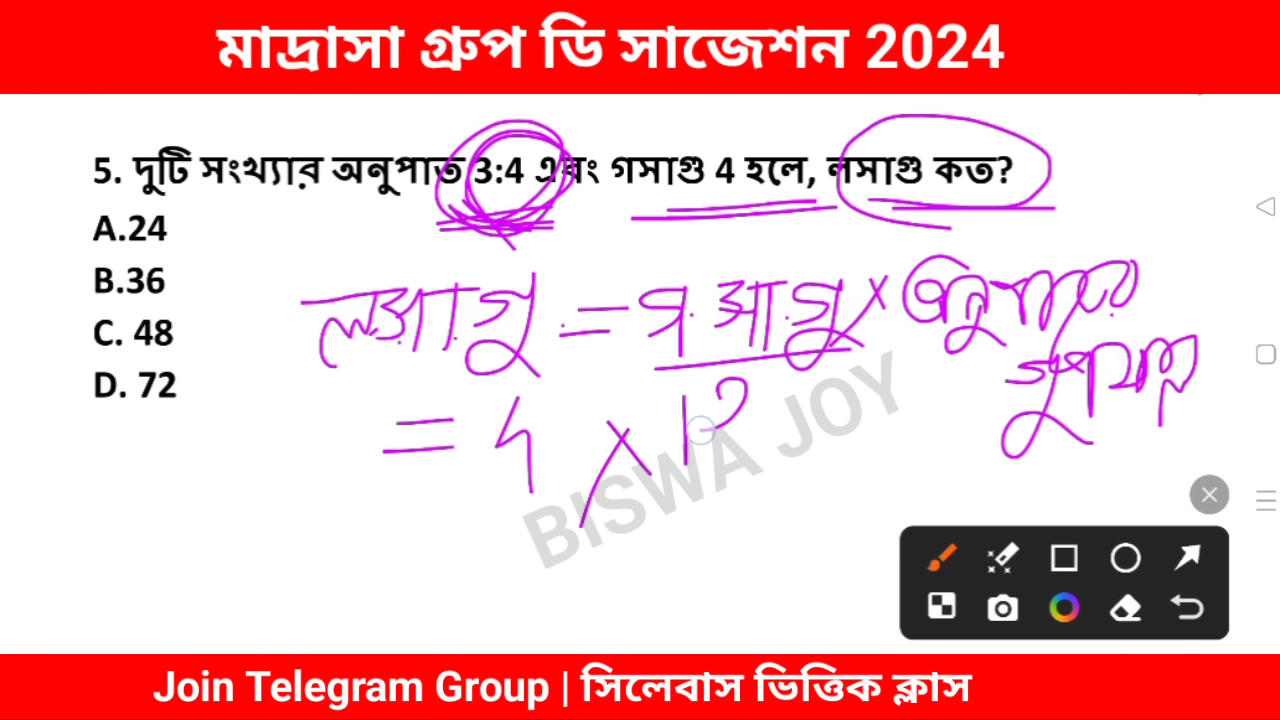 মাদ্রাসা গ্রুপ ডি সাজেশন 2024
5. দুটি সংখ্যার অনুপাত 3:4 এবং গসাগু 4 হলে, লসাগু কত?
A.24
B.36
C. 48
D. 72
ল.সা.গু = গ.সা.গু × অনুপাতের
গুণফল
= 4 × 12
BISWA JOY
Join Telegram Group | সিলেবাস ভিত্তিক ক্লাস